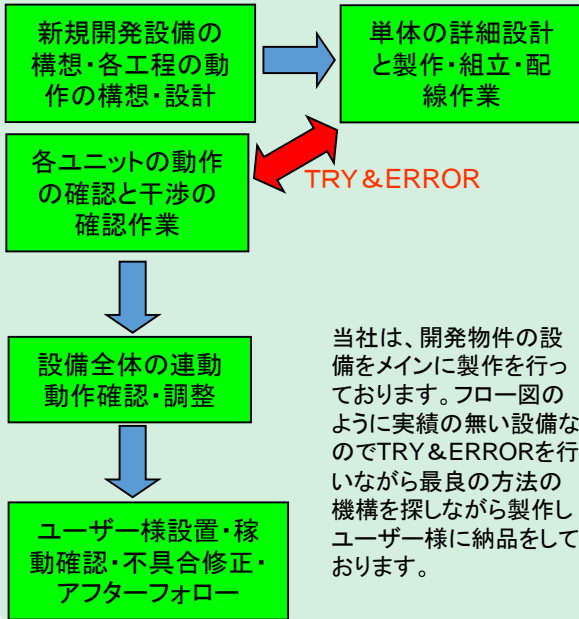 新規開発設備の
構想・各工程の動
作の構想・設計
単体の詳細設計
と製作・組立・配
線作業
各ユニットの動作
の確認と干渉の
確認作業
TRY＆ERROR
設備全体の連動
動作確認・調整
当社は、開発物件の設
備をメインに製作を行っ
ております。フロー図の
ように実績の無い設備な
のでTRY＆ERRORを行
いながら最良の方法の
機構を探しながら製作し
ユーザー様に納品をして
おります。
ユーザー様設置・稼
動確認・不具合修正・
アフターフォロー